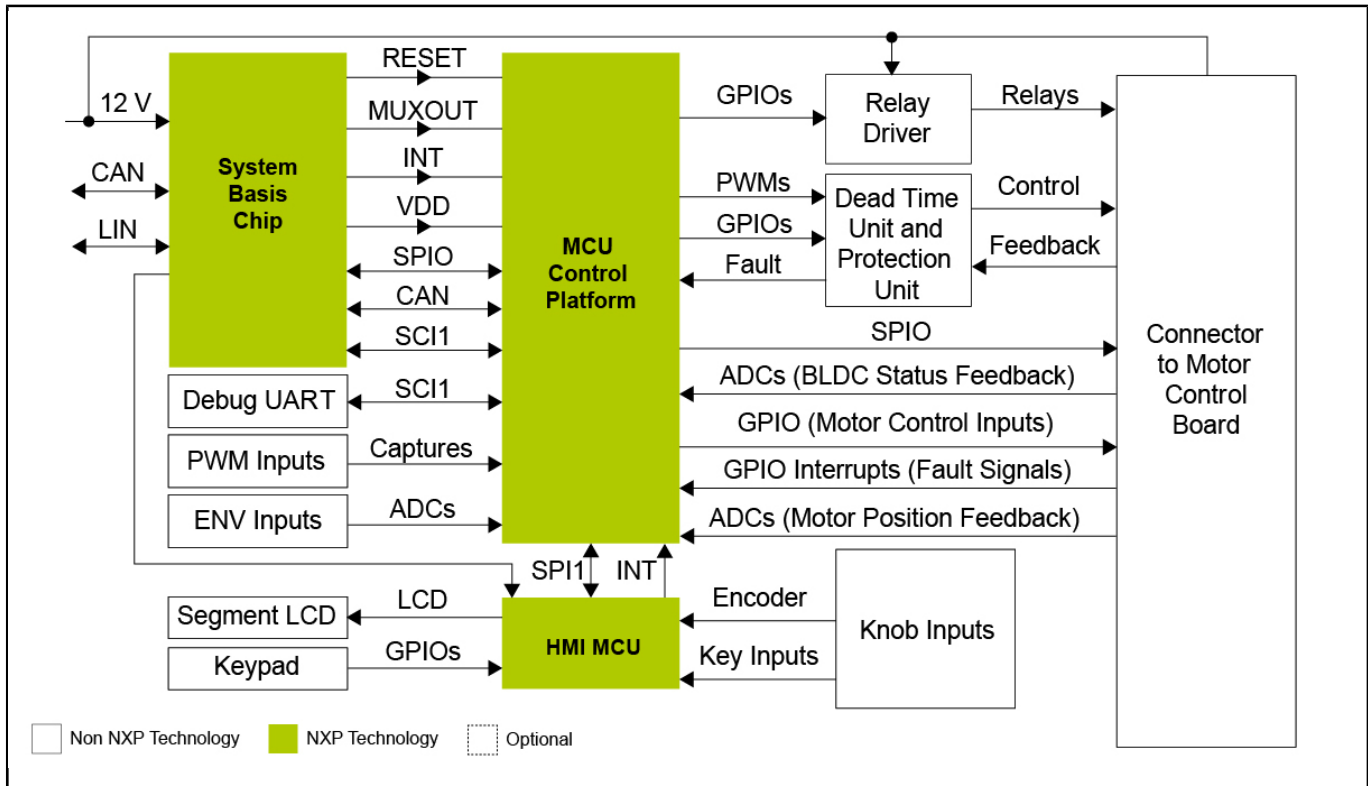 RESET
12 V
MUXOUT
CAN
INT
LIN
VDD
System
Basis
Chip
SPIO
CAN
SCI1
Debug UART
SCI1
PWM Inputs
Captures
ENV Inputs
ADCs
MCU
Control
Platform
GPIOs
Relay
Driver
Relays
PWMs
GPIOs
Fault
Dead Time
Unit and
Protection
Unit
Control
Feedback
SPIO
ADCs (BLDC Status Feedback)
GPIO (Motor Control Inputs)
GPIO Interrupts (Fault Signals)
ADCs (Motor Position Feedback)
Connector
to Motor
Control
Board
SPI1
INT
Segment LCD
LCD
Keypad
GPIOs
HMI MCU
Encoder
Key Inputs
Knob Inputs
Non NXP Technology
NXP Technology
Optional